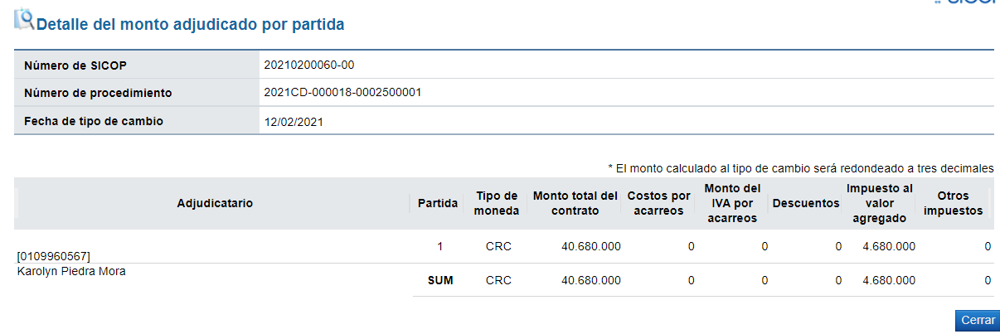 Detalle del monto adjudicado por partida
Número de SICOP 20210200060-00
Número de procedimiento 2021CD-000018-0002500001
Fecha de tipo de cambio 12/02/2021
* El monto calculado al tipo de cambio será redondeado a tres decimales
Adjudicatario Partida Tipo de moneda Monto total del contrato Costos por acarreos Monto del IVA por acarreos Descuentos Impuesto al valor agregado Otros impuestos
1 CRC 40.680.000 0 0 0 4.680.000 0
[0109960567]
Karolyn Piedra Mora
SUM CRC 40.680.000 0 0 0 4.680.000 0
Cerrar